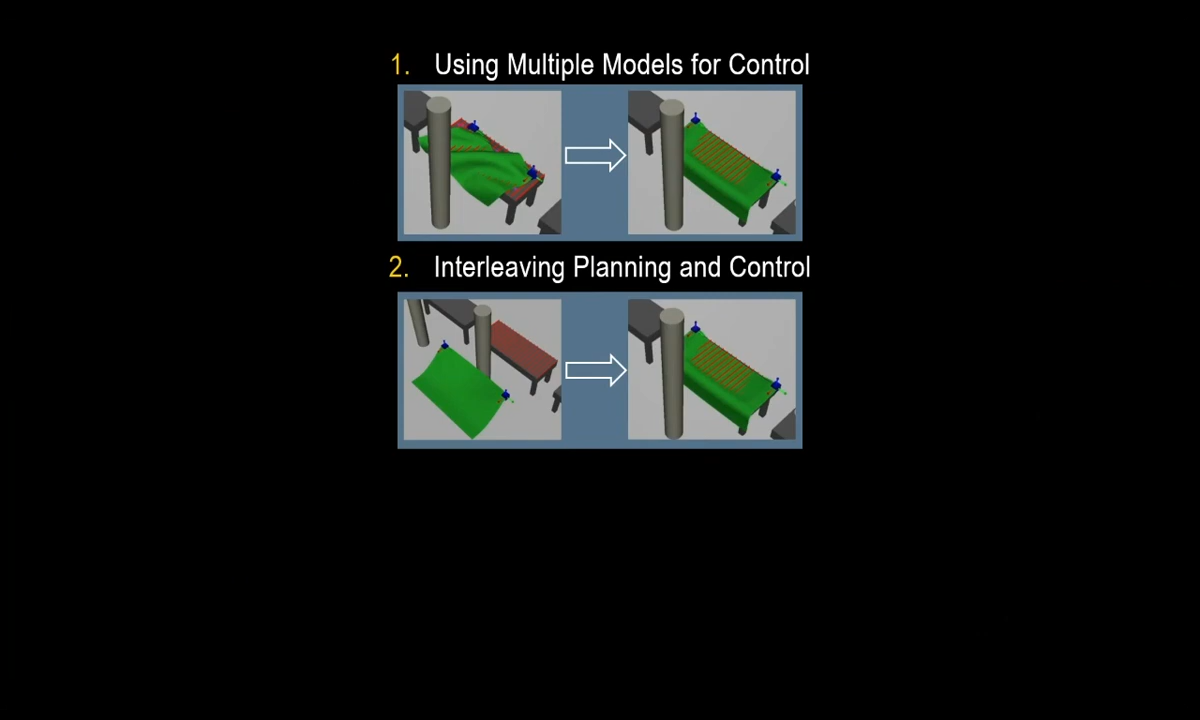 1. Using Multiple Models for Control
2. Interleaving Planning and Control